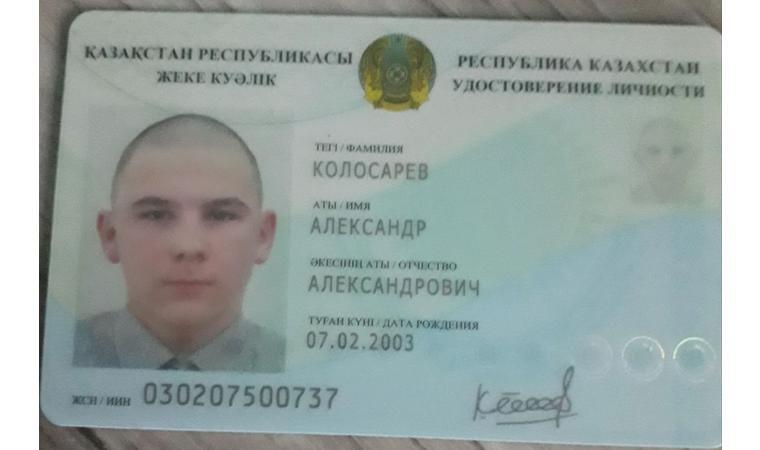 ҚАЗАҚСТАН РЕСПУБЛИКАСЫ
ЖЕКЕ КУӘЛІК
РЕСПУБЛИКА КАЗАХСТАН
УДОСТОВЕРЕНИЕ ЛИЧНОСТИ
ТЕГІ / ФАМИЛИЯ
КОЛОСАРЕВ
АТЫ / ИМЯ
АЛЕКСАНДР
ӘКЕСІНІҢ АТЫ / ОТЧЕСТВО
АЛЕКСАНДРОВИЧ
ТУҒАН КҮНІ / ДАТА РОЖДЕНИЯ
07.02.2003
ЖСН / ИИН 030207500737